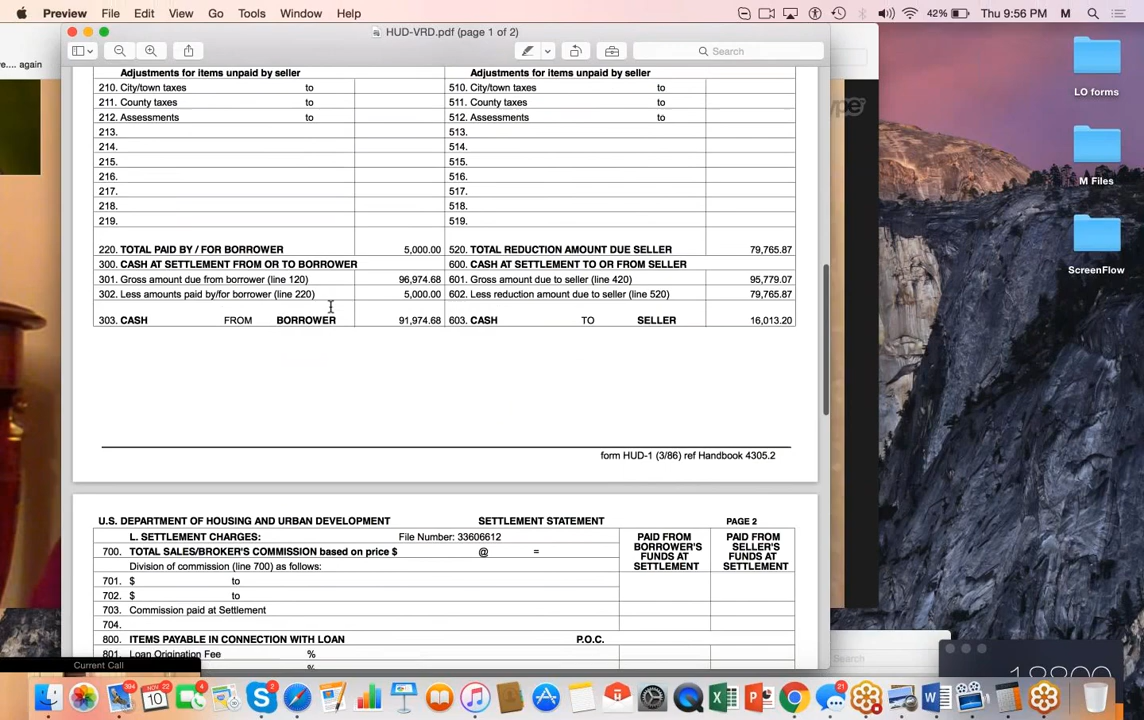 Preview File Edit View Go Tools Window Help 42% Thu 9:56 PM M
HUD-VRD.pdf (page 1 of 2)
e.... again
Search
ype
LO forms
M Files
ScreenFlow
Adjustments for items unpaid by seller Adjustments for items unpaid by seller
210. City/town taxes to 510. City/town taxes to
211. County taxes to 511. County taxes to
212. Assessments to 512. Assessments to
213. 513.
214. 514.
215. 515.
216. 516.
217. 517.
218. 518.
219. 519.
220. TOTAL PAID BY / FOR BORROWER 5,000.00 520. TOTAL REDUCTION AMOUNT DUE SELLER 79,765.87
300. CASH AT SETTLEMENT FROM OR TO BORROWER 600. CASH AT SETTLEMENT TO OR FROM SELLER
301. Gross amount due from borrower (line 120) 96,974.68 601. Gross amount due to seller (line 420) 95,779.07
302. Less amounts paid by/for borrower (line 220) 5,000.00 602. Less reduction amount due to seller (line 520) 79,765.87
303. CASH FROM BORROWER 91,974.68 603. CASH TO SELLER 16,013.20
form HUD-1 (3/86) ref Handbook 4305.2
U.S. DEPARTMENT OF HOUSING AND URBAN DEVELOPMENT SETTLEMENT STATEMENT PAGE 2
L. SETTLEMENT CHARGES: File Number: 33606612 PAID FROM BORROWER'S FUNDS AT SETTLEMENT PAID FROM SELLER'S FUNDS AT SETTLEMENT
700. TOTAL SALES/BROKER'S COMMISSION based on price $ @ =
Division of commission (line 700) as follows:
701. $ to
702. $ to
703. Commission paid at Settlement
704.
800. ITEMS PAYABLE IN CONNECTION WITH LOAN P.O.C.
801. Loan Origination Fee %
%
Current Call
Search
18800
394 NOV 22 10 4 2 21